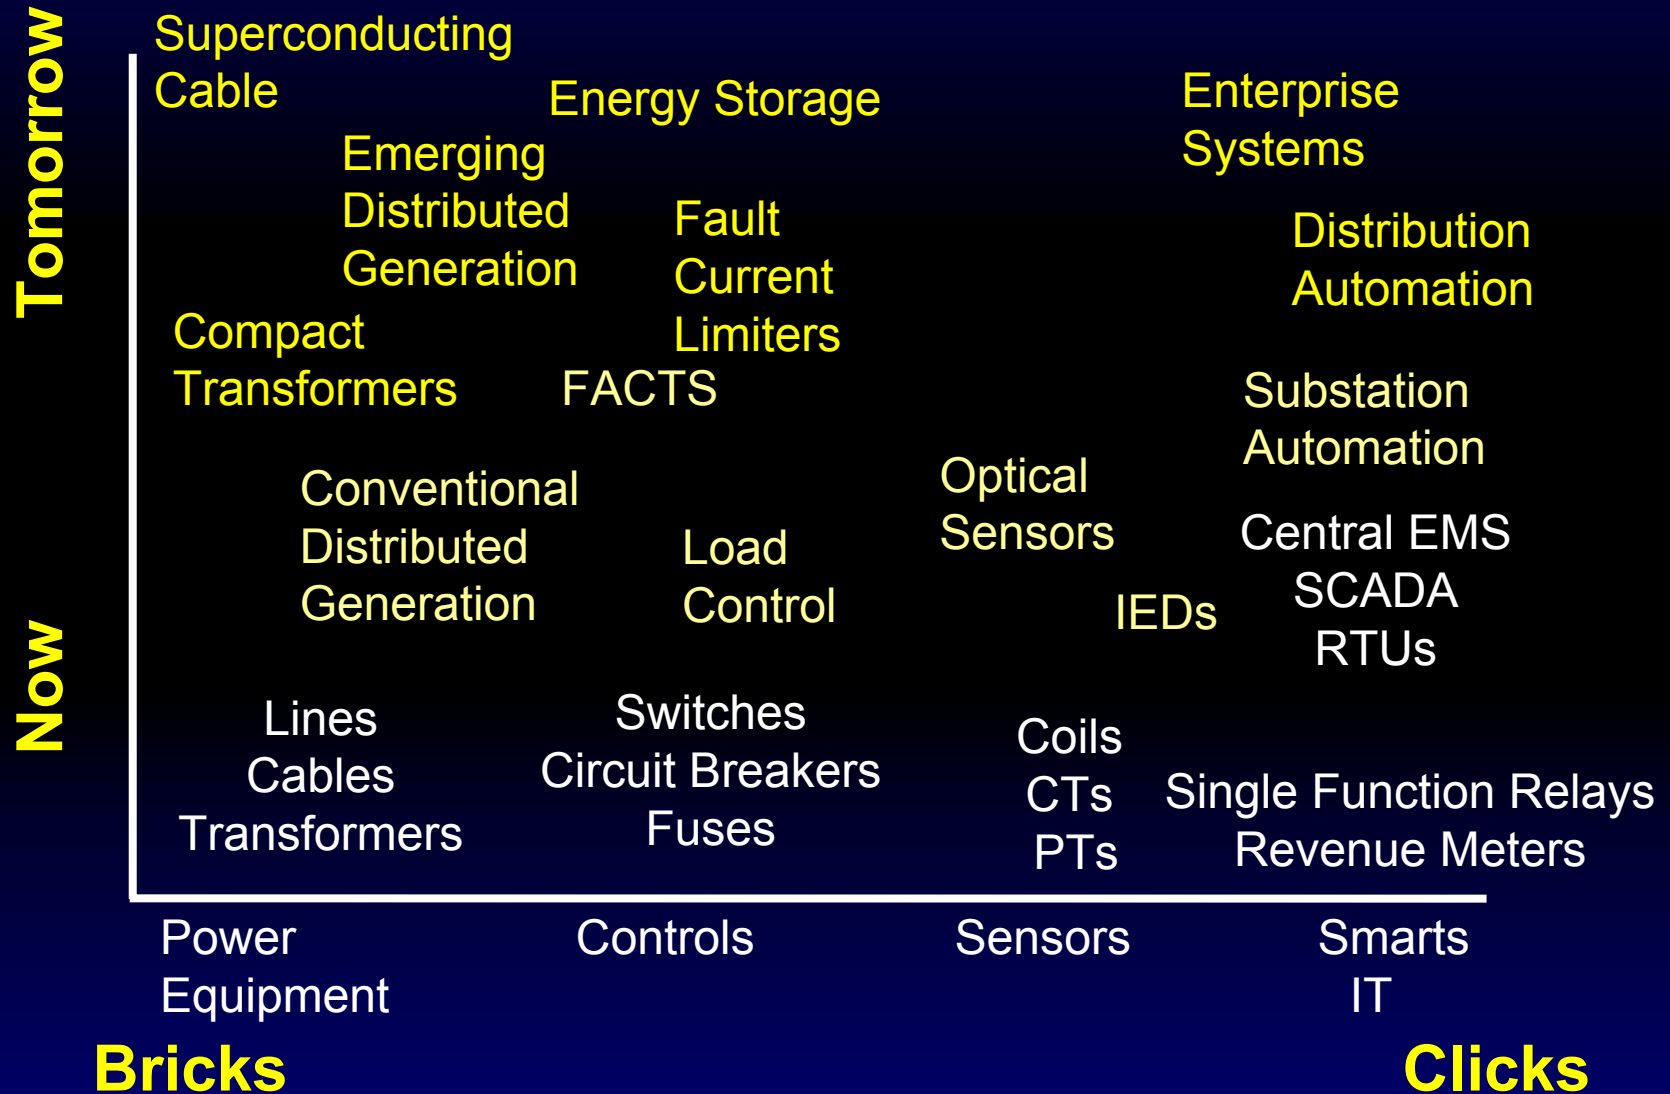 Tomorrow
Superconducting
Cable
Energy Storage
Enterprise
Systems
Emerging
Distributed
Generation
Fault
Current
Limiters
Distribution
Automation
Compact
Transformers
FACTS
Substation
Automation
Conventional
Distributed
Generation
Load
Control
Optical
Sensors
IEDs
Central EMS
SCADA
RTUs
Now
Lines
Cables
Transformers
Switches
Circuit Breakers
Fuses
Coils
CTs
PTs
Single Function Relays
Revenue Meters
Power
Equipment
Controls
Sensors
Smarts
IT
Bricks
Clicks